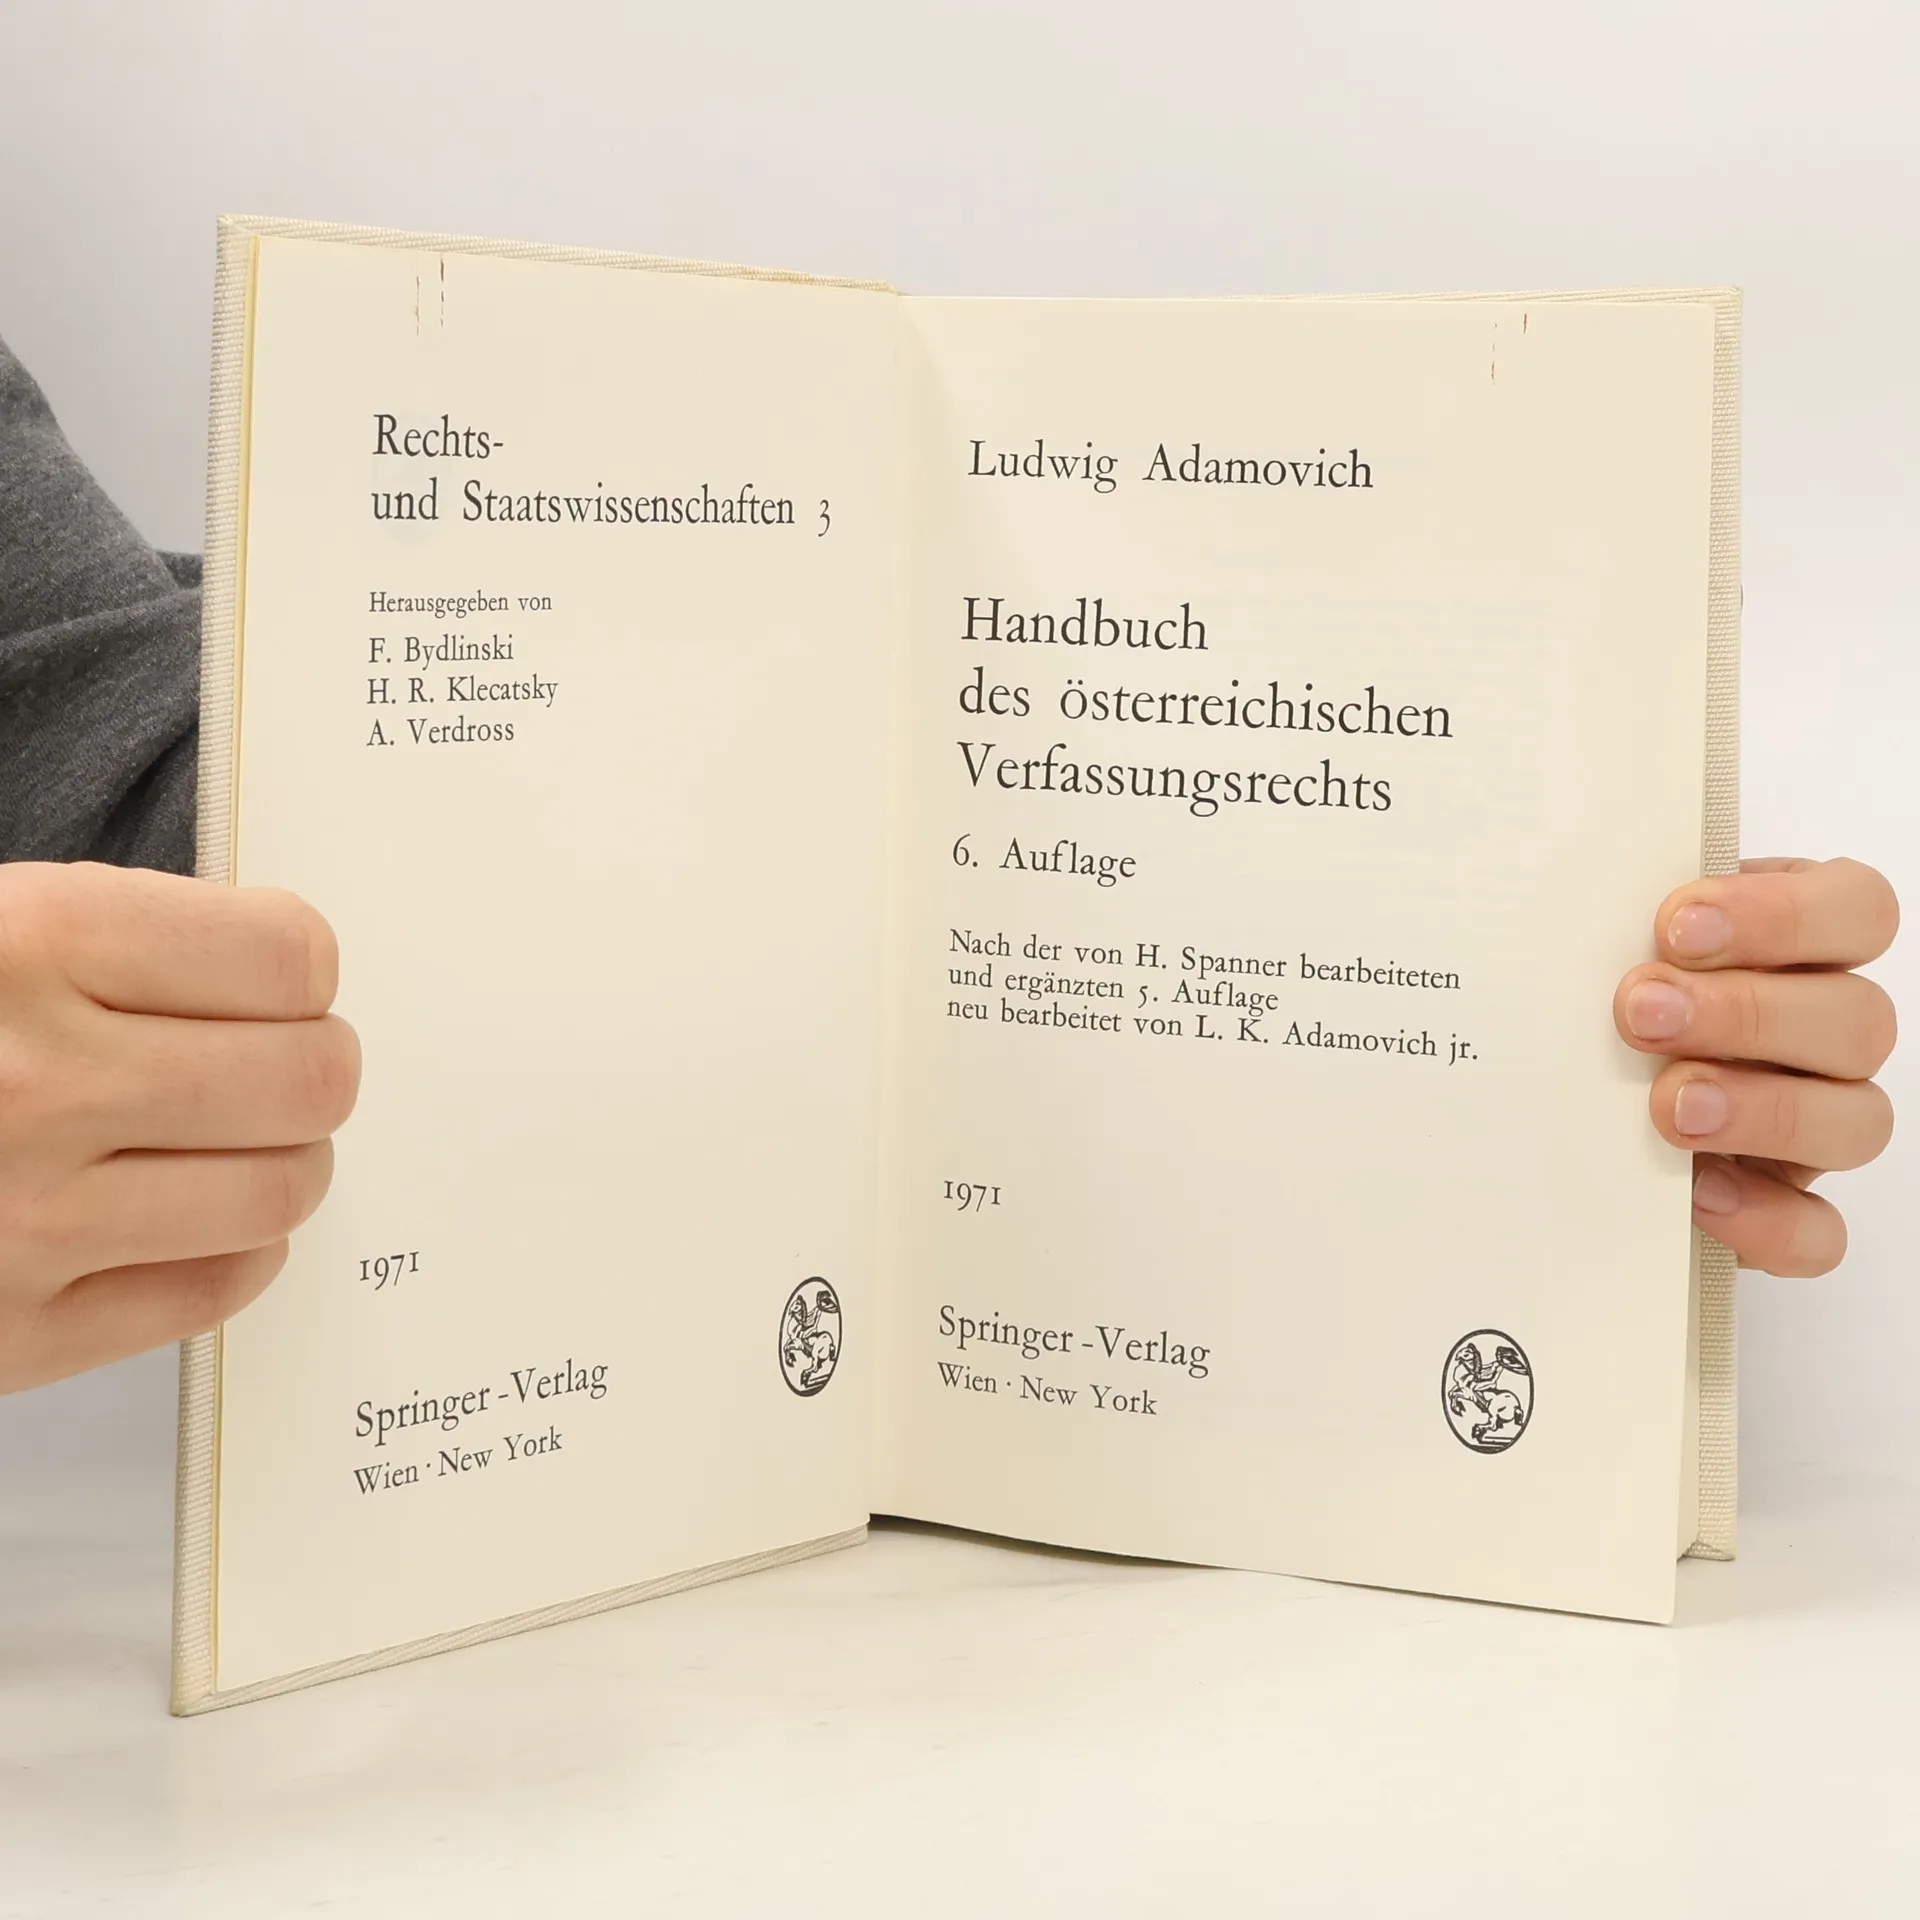 Rechts-
und Staatswissenschaften 3
Herausgegeben von
F. Bydlinski
H. R. Klecatsky
A. Verdross
1971
Springer-Verlag
Wien · New York
Ludwig Adamovich
Handbuch
des österreichischen
Verfassungsrechts
6. Auflage
Nach der von H. Spanner bearbeiteten
und ergänzten 5. Auflage
neu bearbeitet von L. K. Adamovich jr.
1971
Springer-Verlag
Wien · New York